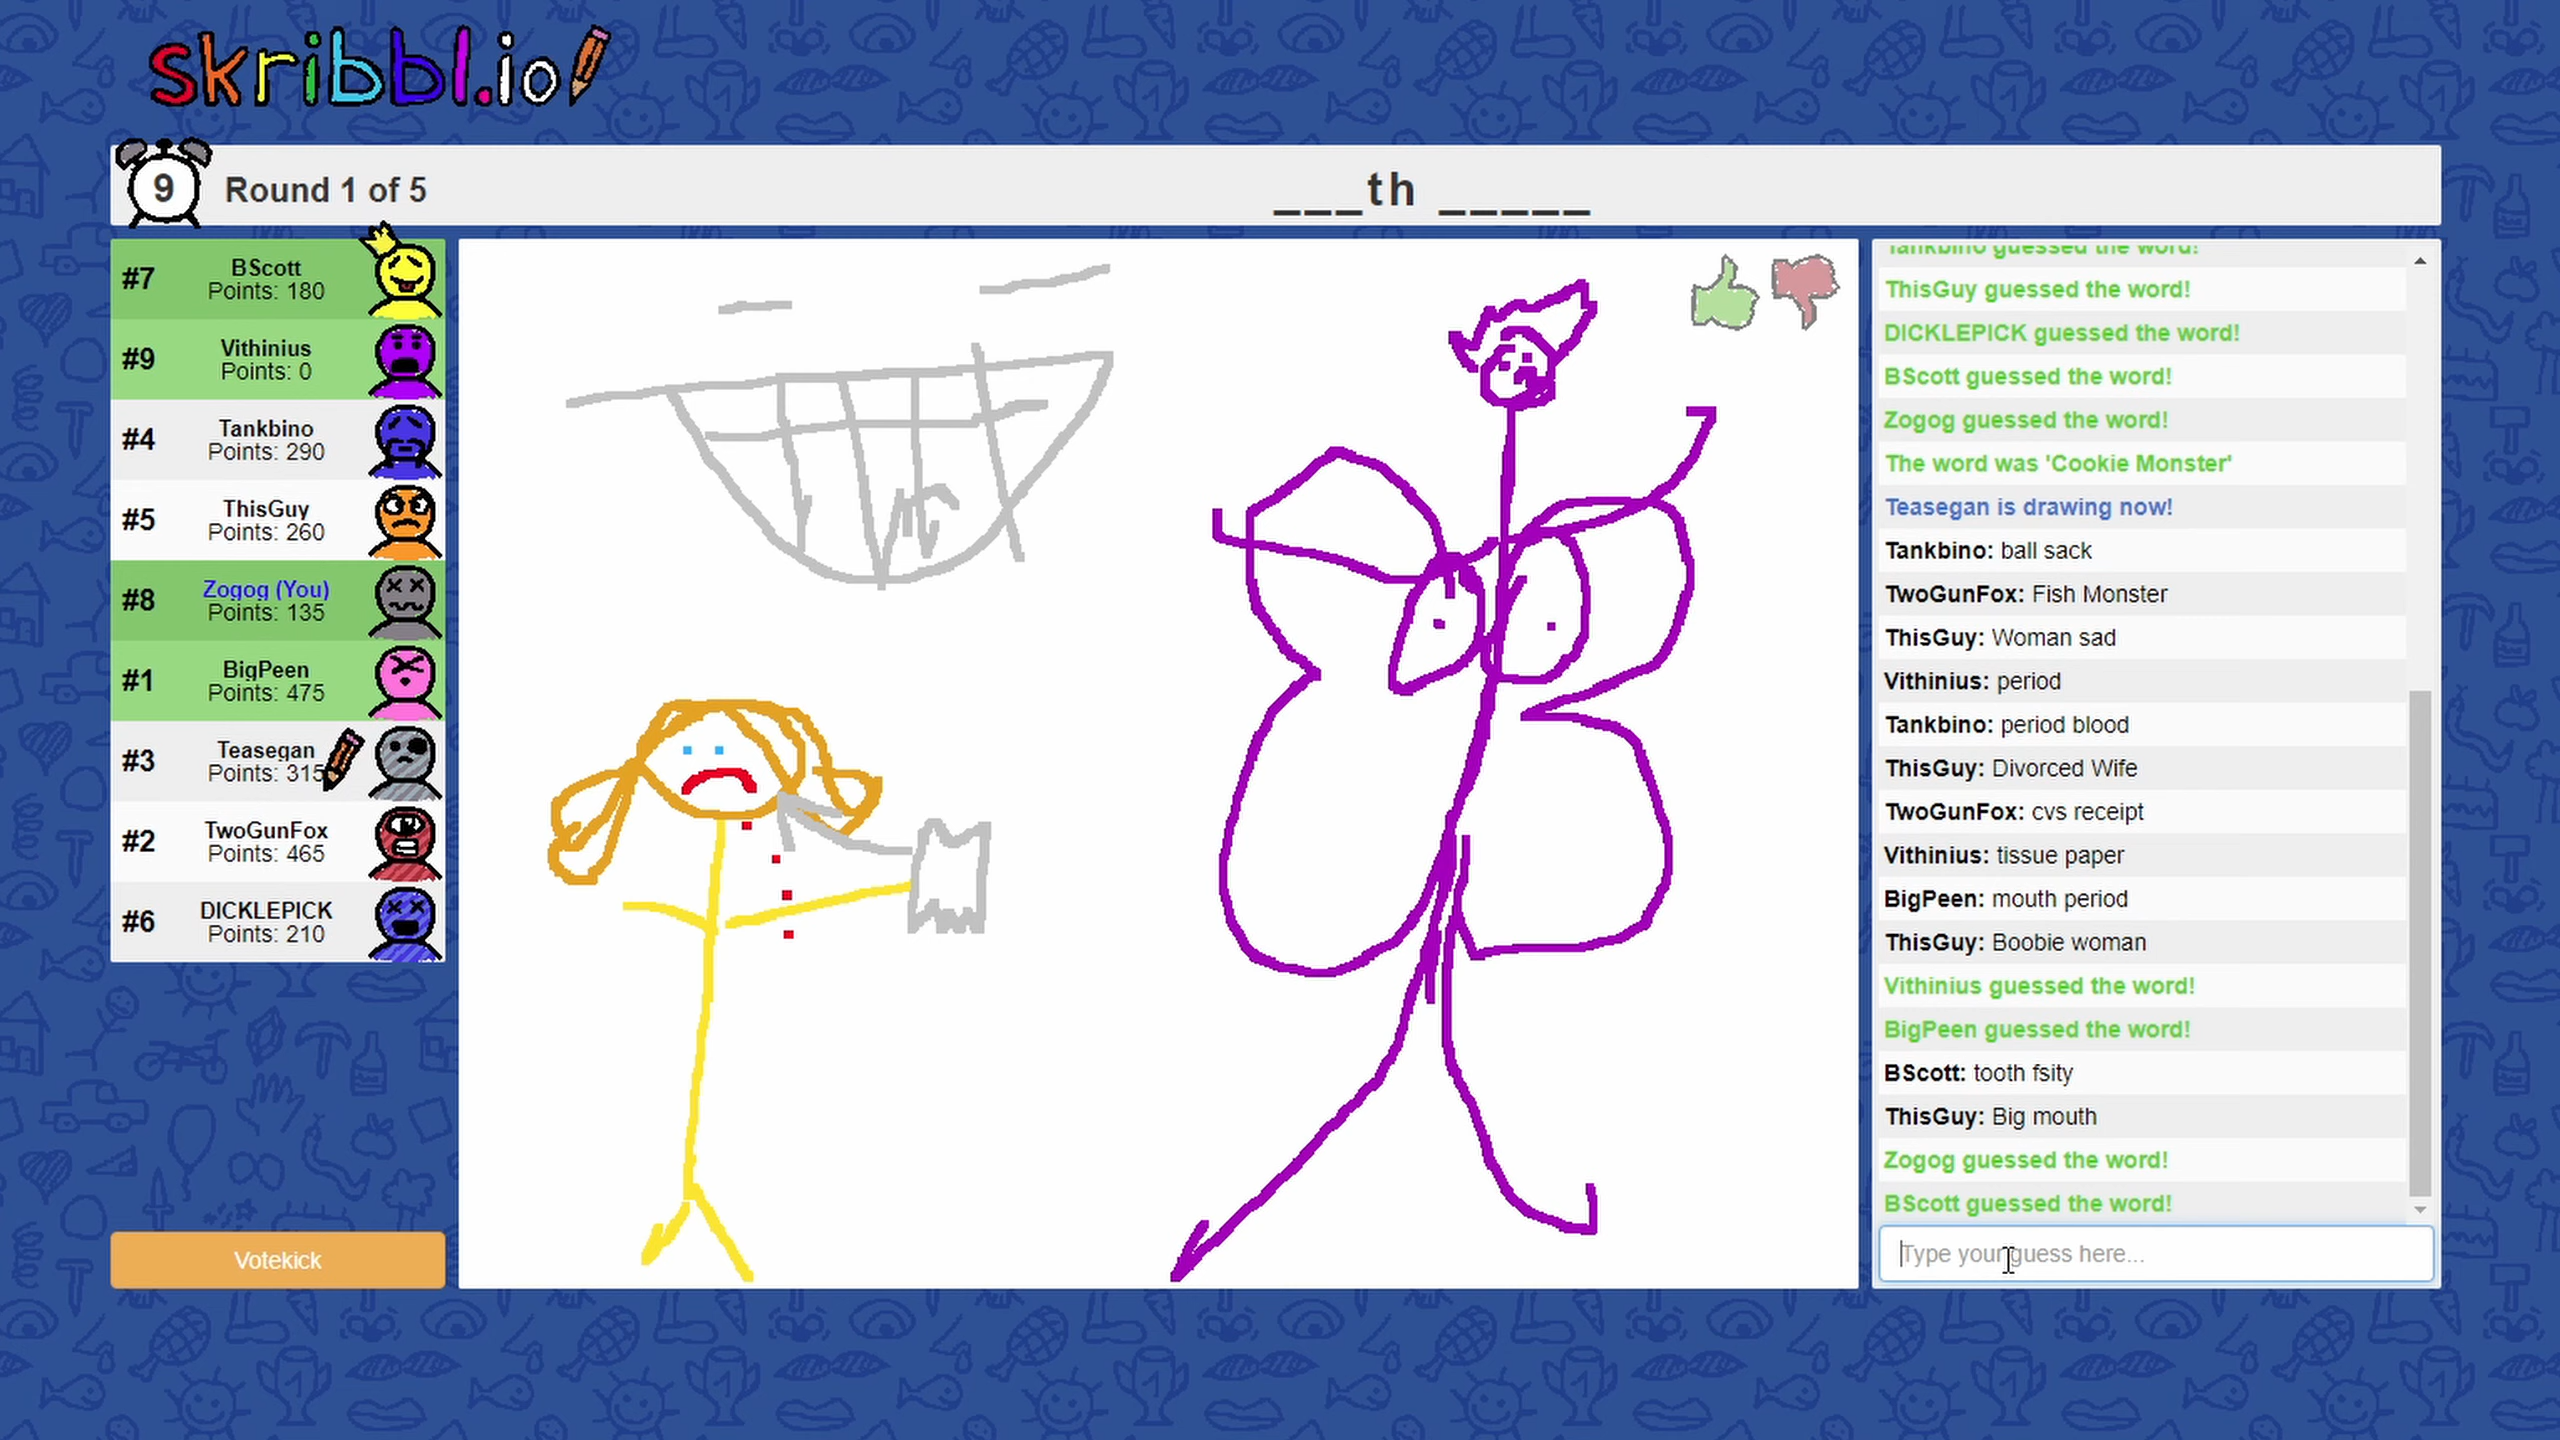 skribbl.io
9
Round 1 of 5
___th _____
#7
BScott
Points: 180
#9
Vithinius
Points: 0
#4
Tankbino
Points: 290
#5
ThisGuy
Points: 260
#8
Zogog (You)
Points: 135
#1
BigPeen
Points: 475
#3
Teasegan
Points: 315
#2
TwoGunFox
Points: 465
#6
DICKLEPICK
Points: 210
Votekick
Tankbino guessed the word!
ThisGuy guessed the word!
DICKLEPICK guessed the word!
BScott guessed the word!
Zogog guessed the word!
The word was 'Cookie Monster'
Teasegan is drawing now!
Tankbino: ball sack
TwoGunFox: Fish Monster
ThisGuy: Woman sad
Vithinius: period
Tankbino: period blood
ThisGuy: Divorced Wife
TwoGunFox: cvs receipt
Vithinius: tissue paper
BigPeen: mouth period
ThisGuy: Boobie woman
Vithinius guessed the word!
BigPeen guessed the word!
BScott: tooth fsity
ThisGuy: Big mouth
Zogog guessed the word!
BScott guessed the word!
Type your guess here...